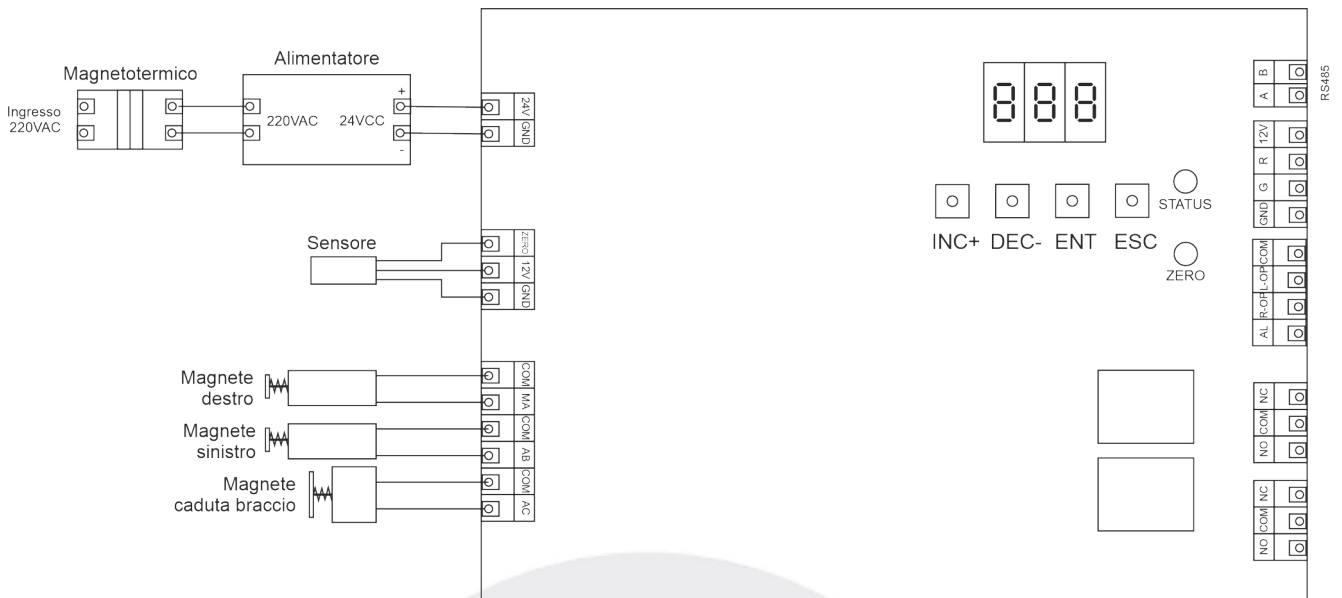 Magnetotermico
Ingresso
220VAC
Alimentatore
220VAC
24VCC
+
-
24V
GND
Sensore
ZERO
12V
GND
Magnete
destro
Magnete
sinistro
Magnete
caduta braccio
COM
MA
COM
AB
COM
AC
888
INC+
DEC-
ENT
ESC
STATUS
ZERO
B
A
RS485
12V
R
G
GND
COM
L-OP
R-OP
AL
NC
COM
NO
NC
COM
NO